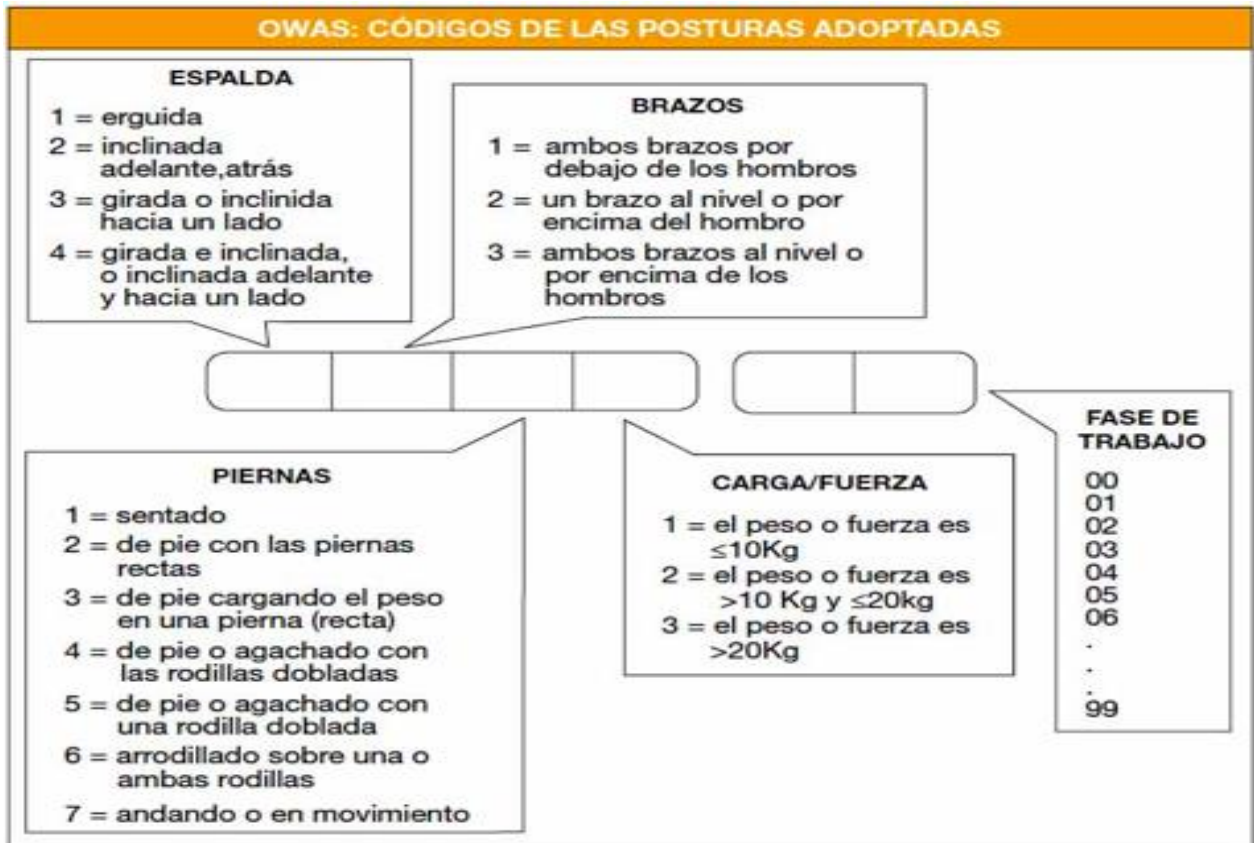 OWAS: CÓDIGOS DE LAS POSTURAS ADOPTADAS
ESPALDA
1 = erguida
2 = inclinada
adelante,atrás
3 = girada o inclinida
hacia un lado
4 = girada e inclinada,
o inclinada adelante
y hacia un lado
BRAZOS
1 = ambos brazos por
debajo de los hombros
2 = un brazo al nivel o por
encima del hombro
3 = ambos brazos al nivel o
por encima de los
hombros
PIERNAS
1 = sentado
2 = de pie con las piernas
rectas
3 = de pie cargando el peso
en una pierna (recta)
4 = de pie o agachado con
las rodillas dobladas
5 = de pie o agachado con
una rodilla doblada
6 = arrodillado sobre una o
ambas rodillas
7 = andando o en movimiento
CARGA/FUERZA
1 = el peso o fuerza es
≤10Kg
2 = el peso o fuerza es
>10 Kg y ≤20kg
3 = el peso o fuerza es
>20Kg
FASE DE
TRABAJO
00
01
02
03
04
05
06
.
.
.
99